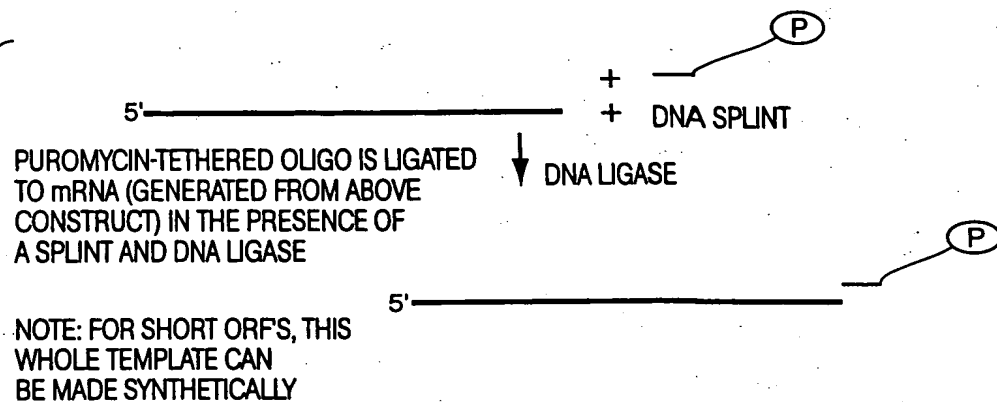 P
+
5'
+ DNA SPLINT
PUROMYCIN-TETHERED OLIGO IS LIGATED
TO mRNA (GENERATED FROM ABOVE
CONSTRUCT) IN THE PRESENCE OF
A SPLINT AND DNA LIGASE
DNA LIGASE
P
5'
NOTE: FOR SHORT ORF'S, THIS
WHOLE TEMPLATE CAN
BE MADE SYNTHETICALLY